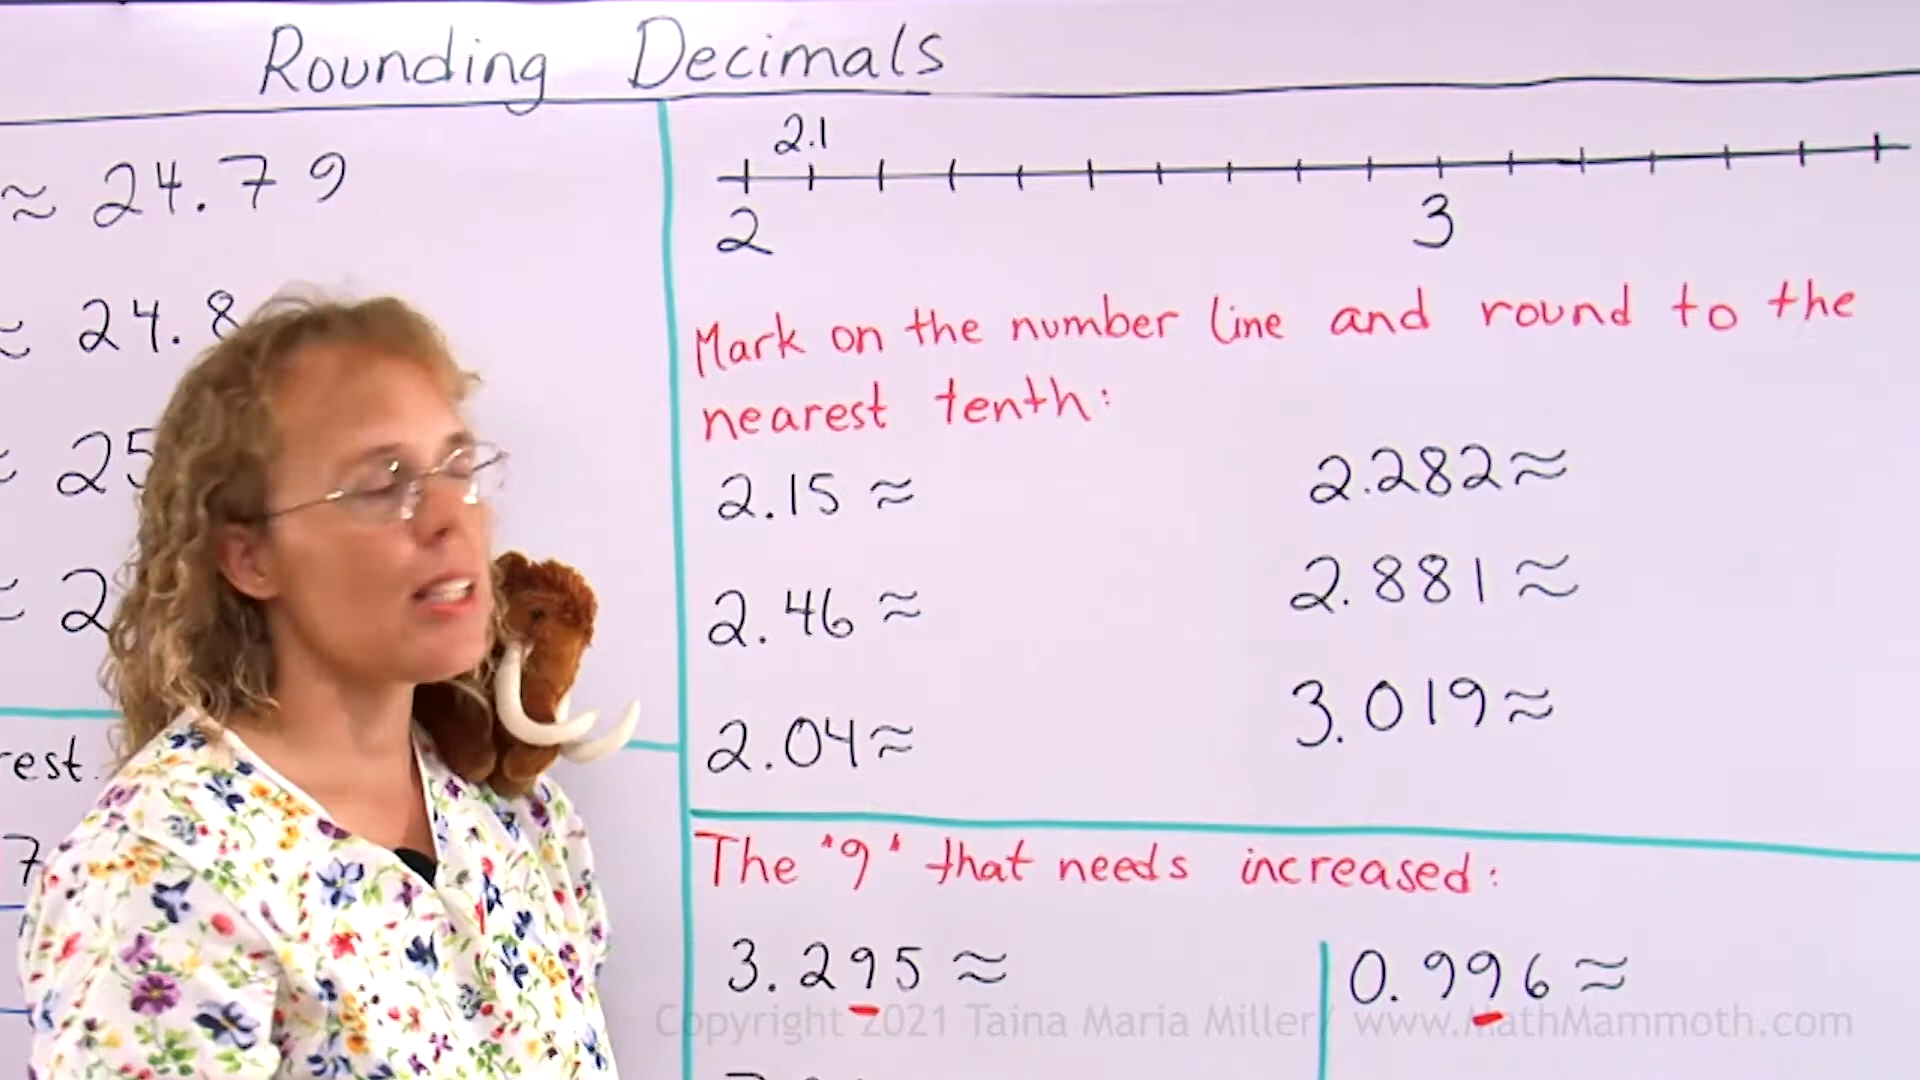 Rounding Decimals
≈ 24.79
≈ 24.8
≈ 25
≈ 2
rest
7
2.1
2 3
Mark on the number line and round to the
nearest tenth:
2.15 ≈ 2.282 ≈
2.46 ≈ 2.881 ≈
2.04 ≈ 3.019 ≈
The "9" that needs increased:
3.295 ≈ 0.996 ≈
Copyright 2021 Taina Maria Miller / www.MathMammoth.com